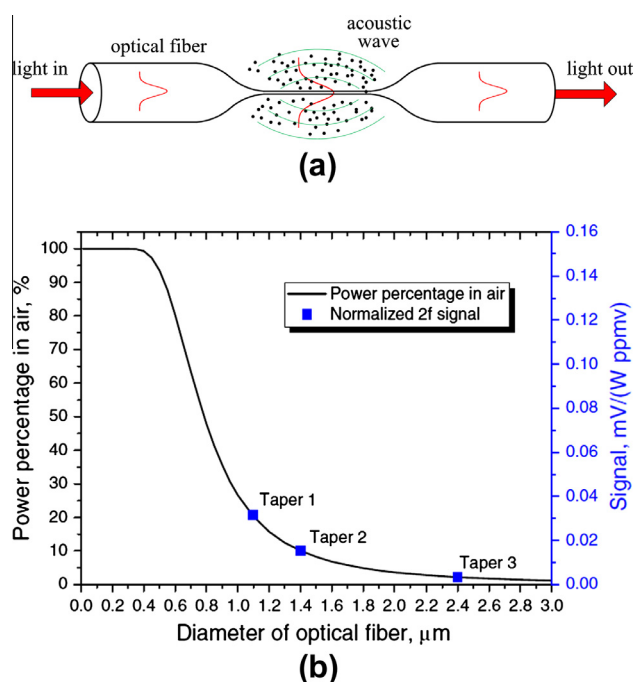 acoustic
wave
optical fiber
light in
light out
(a)
Power percentage in air, %
100
90
80
70
60
50
40
30
20
10
0
Power percentage in air
Normalized 2f signal
Taper 1
Taper 2
Taper 3
0.16
0.14
0.12
0.10
0.08
0.06
0.04
0.02
0.00
Signal, mV/(W ppmv)
0.0 0.2 0.4 0.6 0.8 1.0 1.2 1.4 1.6 1.8 2.0 2.2 2.4 2.6 2.8 3.0
Diameter of optical fiber, μm
(b)